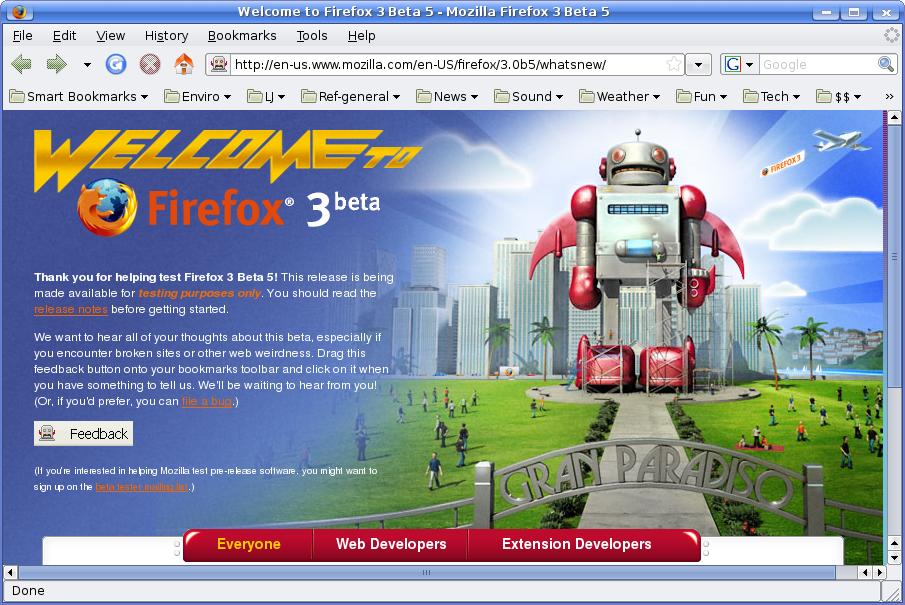 Welcome to Firefox 3 Beta 5 - Mozilla Firefox 3 Beta 5
File Edit View History Bookmarks Tools Help
http://en-us.www.mozilla.com/en-US/firefox/3.0b5/whatsnew/ G Google
Smart Bookmarks Enviro LJ Ref-general News Sound Weather Fun Tech $$ »
WELCOME TO
Firefox® 3 beta
FIREFOX 3
Thank you for helping test Firefox 3 Beta 5! This release is being
made available for testing purposes only. You should read the
release notes before getting started.
We want to hear all of your thoughts about this beta, especially if
you encounter broken sites or other web weirdness. Drag this
feedback button onto your bookmarks toolbar and click on it when
you have something to tell us. We'll be waiting to hear from you!
(Or, if you'd prefer, you can file a bug.)
Feedback
(If you're interested in helping Mozilla test pre-release software, you might want to
sign up on the beta tester mailing list.)
GRAN PARADISO
Everyone Web Developers Extension Developers
Done